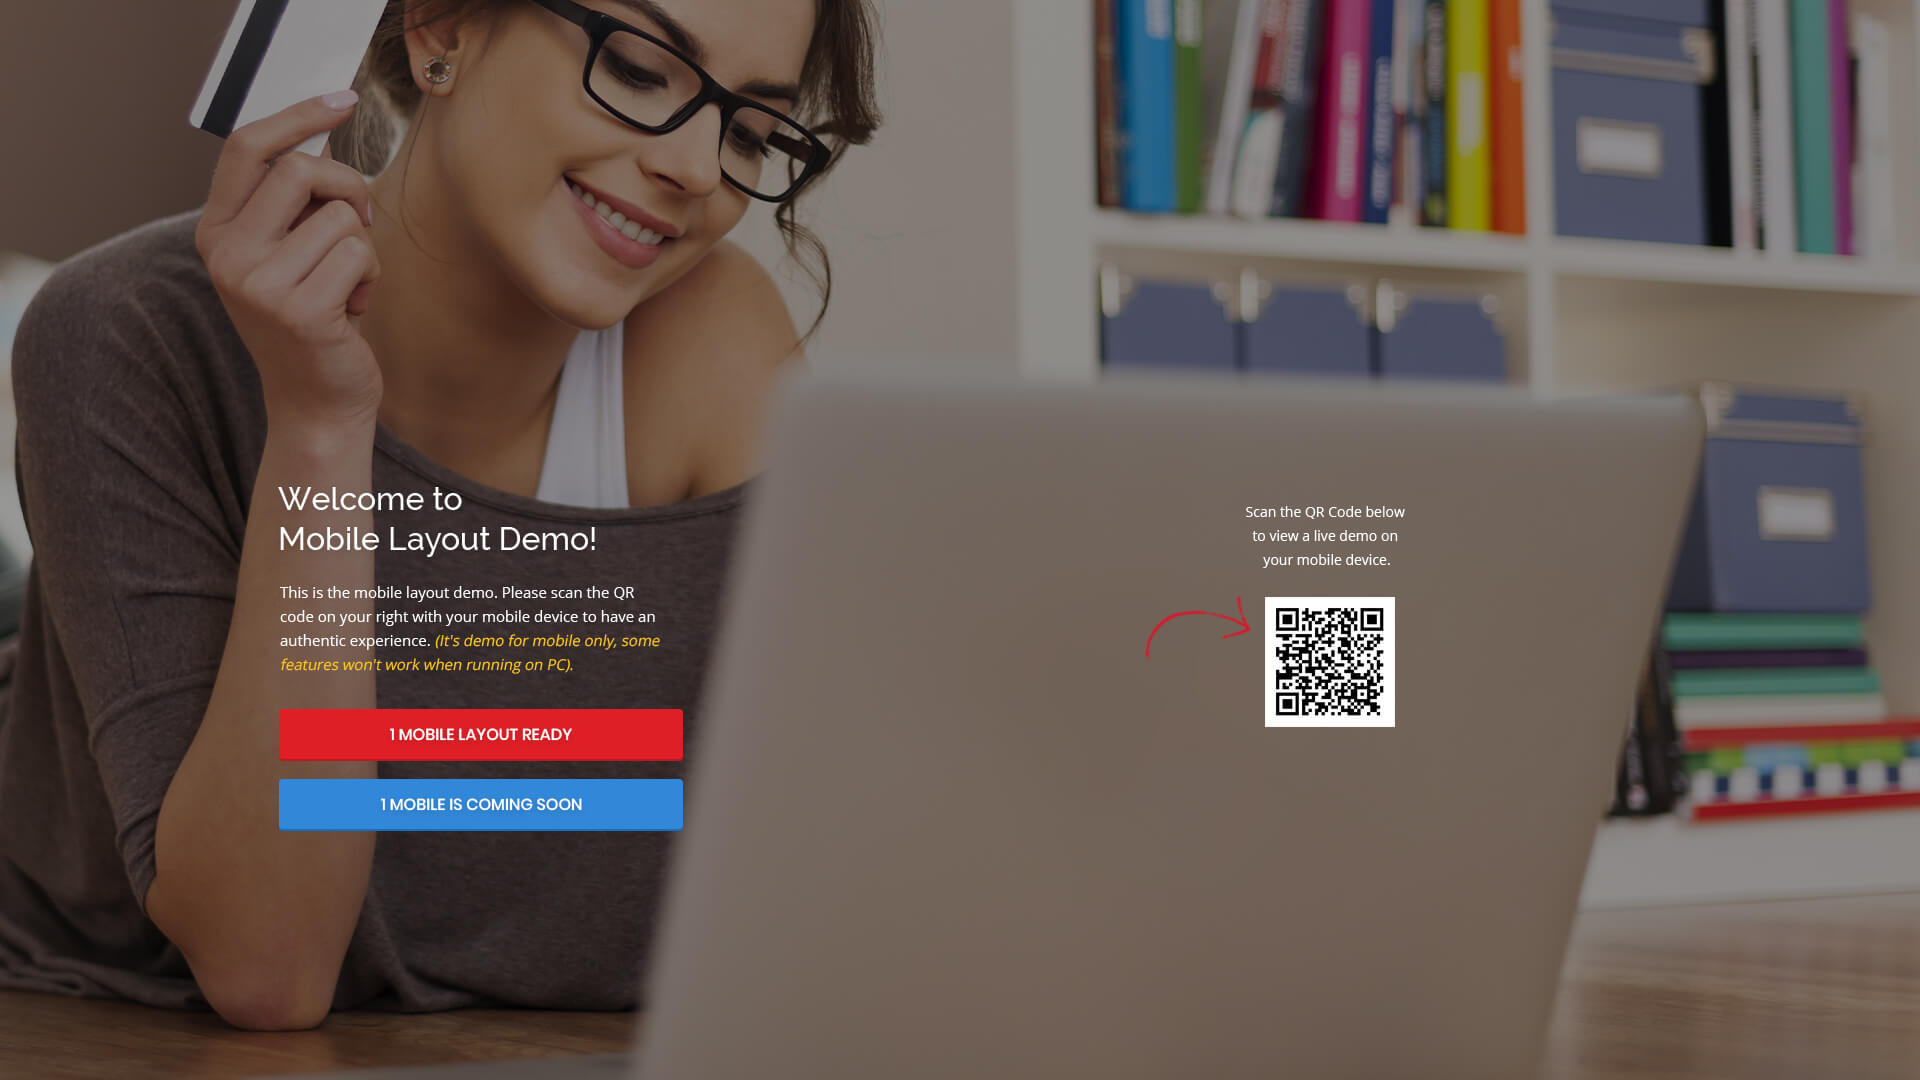 Welcome to
Mobile Layout Demo!
This is the mobile layout demo. Please scan the QR
code on your right with your mobile device to have an
authentic experience. (It's demo for mobile only, some
features won't work when running on PC).
1 MOBILE LAYOUT READY
1 MOBILE IS COMING SOON
Scan the QR Code below
to view a live demo on
your mobile device.